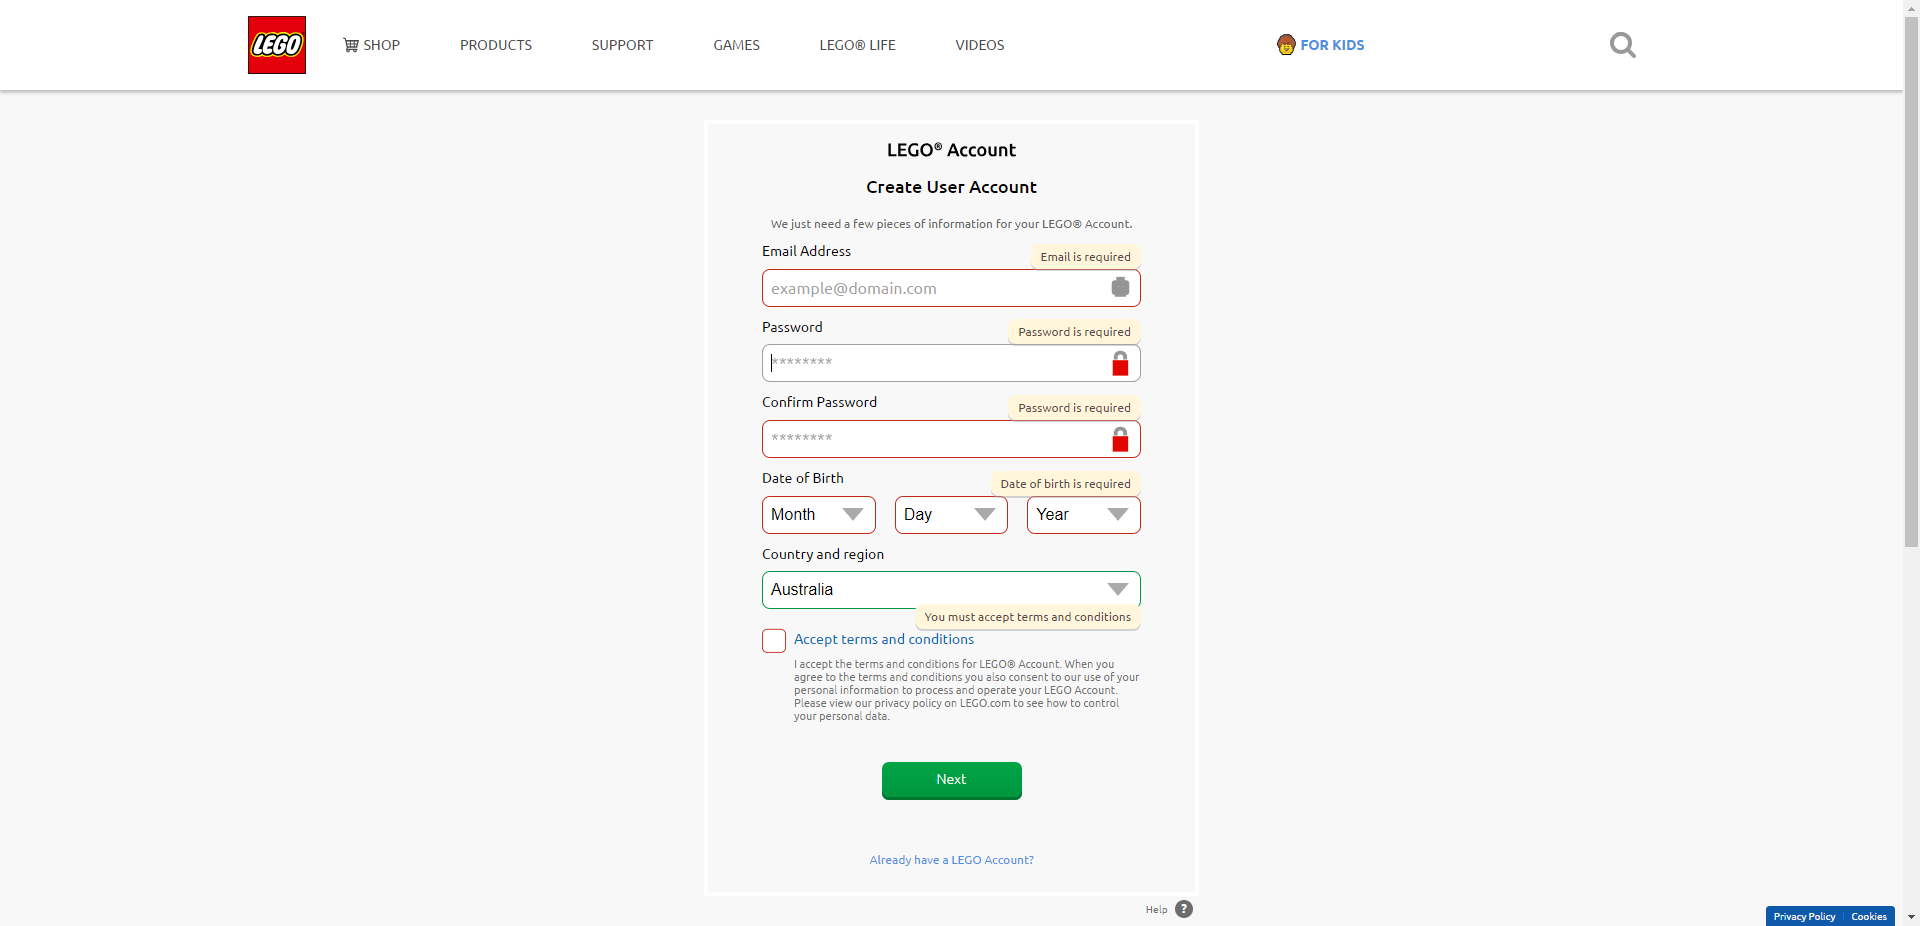 LEGO
SHOP
PRODUCTS
SUPPORT
GAMES
LEGO® LIFE
VIDEOS
FOR KIDS
LEGO® Account
Create User Account
We just need a few pieces of information for your LEGO® Account.
Email Address
Email is required
example@domain.com
Password
Password is required
********
Confirm Password
Password is required
********
Date of Birth
Date of birth is required
Month
Day
Year
Country and region
Australia
You must accept terms and conditions
Accept terms and conditions
I accept the terms and conditions for LEGO® Account. When you
agree to the terms and conditions you also consent to our use of your
personal information to process and operate your LEGO Account.
Please view our privacy policy on LEGO.com to see how to control
your personal data.
Next
Already have a LEGO Account?
Help ?
Privacy Policy
Cookies